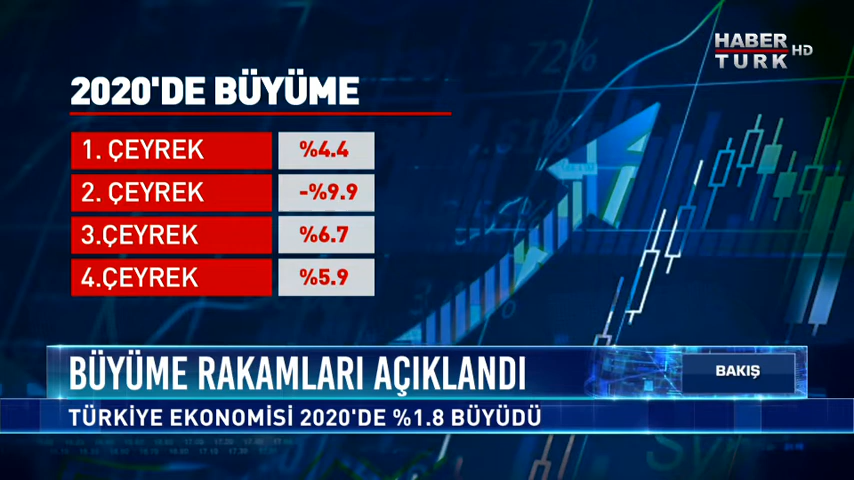 HABER
TÜRK HD
2020'DE BÜYÜME
1. ÇEYREK %4.4
2. ÇEYREK -%9.9
3.ÇEYREK %6.7
4.ÇEYREK %5.9
BÜYÜME RAKAMLARI AÇIKLANDI
BAKIŞ
TÜRKİYE EKONOMİSİ 2020'DE %1.8 BÜYÜDÜ